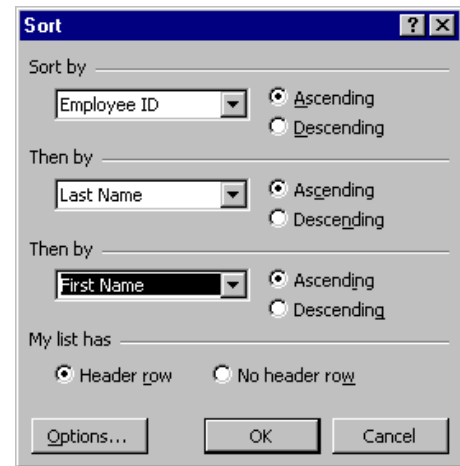 Sort
Sort by
Employee ID
Ascending
Descending
Then by
Last Name
Ascending
Descending
Then by
First Name
Ascending
Descending
My list has
Header row
No header row
Options...
OK
Cancel